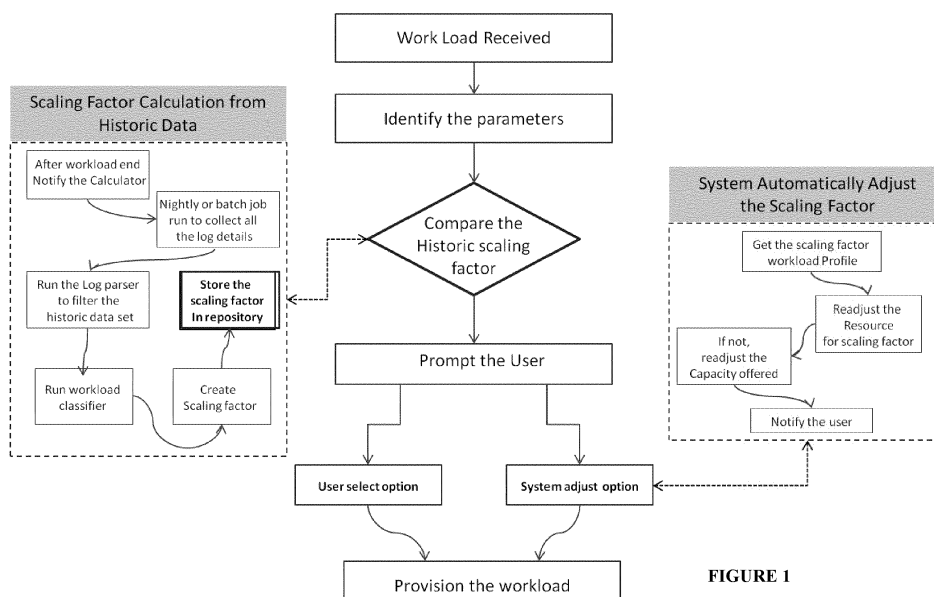 Work Load Received
Identify the parameters
Scaling Factor Calculation from
Historic Data
After workload end
Notify the Calculator
Nightly or batch job
run to collect all
the log details
Run the Log parser
to filter the
historic data set
Store the
scaling factor
In repository
Run workload
classifier
Create
Scaling factor
Compare the
Historic scaling
factor
Prompt the User
User select option
System adjust option
Provision the workload
System Automatically Adjust
the Scaling Factor
Get the scaling factor
workload Profile
Readjust the
Resource
for scaling factor
If not,
readjust the
Capacity offered
Notify the user
FIGURE 1